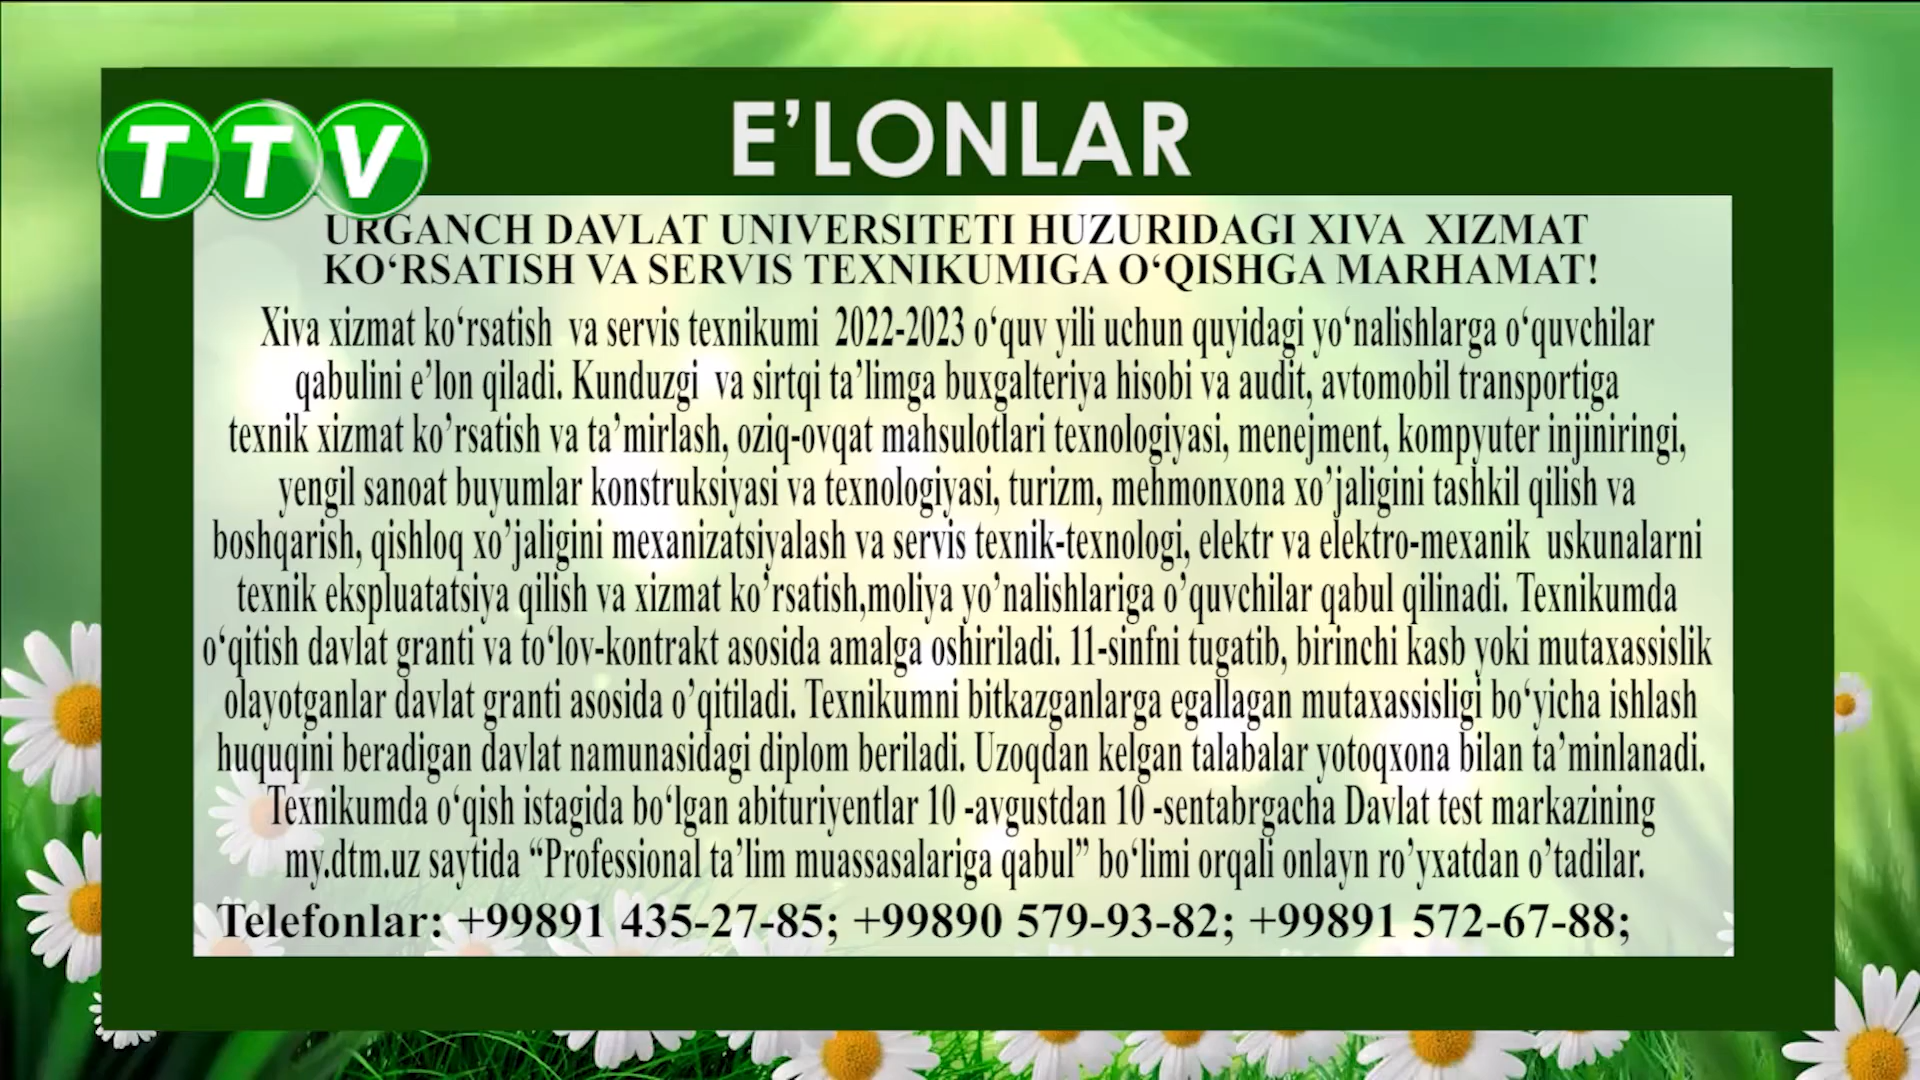 TTV
E’LONLAR
URGANCH DAVLAT UNIVERSITETI HUZURIDAGI XIVA XIZMAT
KO‘RSATISH VA SERVIS TEXNIKUMIGA O‘QISHGA MARHAMAT!
Xiva xizmat ko‘rsatish va servis texnikumi 2022-2023 o‘quv yili uchun quyidagi yo‘nalishlarga o‘quvchilar
qabulini e’lon qiladi. Kunduzgi va sirtqi ta’limga buxgalteriya hisobi va audit, avtomobil transportiga
texnik xizmat ko’rsatish va ta’mirlash, oziq-ovqat mahsulotlari texnologiyasi, menejment, kompyuter injiniringi,
yengil sanoat buyumlar konstruksiyasi va texnologiyasi, turizm, mehmonxona xo’jaligini tashkil qilish va
boshqarish, qishloq xo’jaligini mexanizatsiyalash va servis texnik-texnologi, elektr va elektro-mexanik uskunalarni
texnik ekspluatatsiya qilish va xizmat ko’rsatish,moliya yo’nalishlariga o’quvchilar qabul qilinadi. Texnikumda
o‘qitish davlat granti va to‘lov-kontrakt asosida amalga oshiriladi. 11-sinfni tugatib, birinchi kasb yoki mutaxassislik
olayotganlar davlat granti asosida o’qitiladi. Texnikumni bitkazganlarga egallagan mutaxassisligi bo‘yicha ishlash
huquqini beradigan davlat namunasidagi diplom beriladi. Uzoqdan kelgan talabalar yotoqxona bilan ta’minlanadi.
Texnikumda o‘qish istagida bo‘lgan abituriyentlar 10 -avgustdan 10 -sentabrgacha Davlat test markazining
my.dtm.uz saytida “Professional ta’lim muassasalariga qabul” bo‘limi orqali onlayn ro’yxatdan o’tadilar.
Telefonlar: +99891 435-27-85; +99890 579-93-82; +99891 572-67-88;